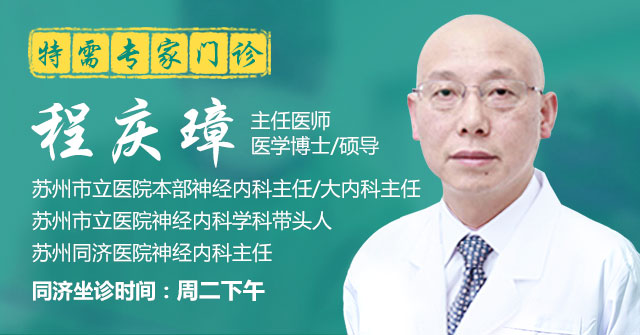 特需专家门诊
程庆璋
主任医师
医学博士/硕导
苏州市立医院本部神经内科主任/大内科主任
苏州市立医院神经内科学科带头人
苏州同济医院神经内科主任
同济坐诊时间：周二下午